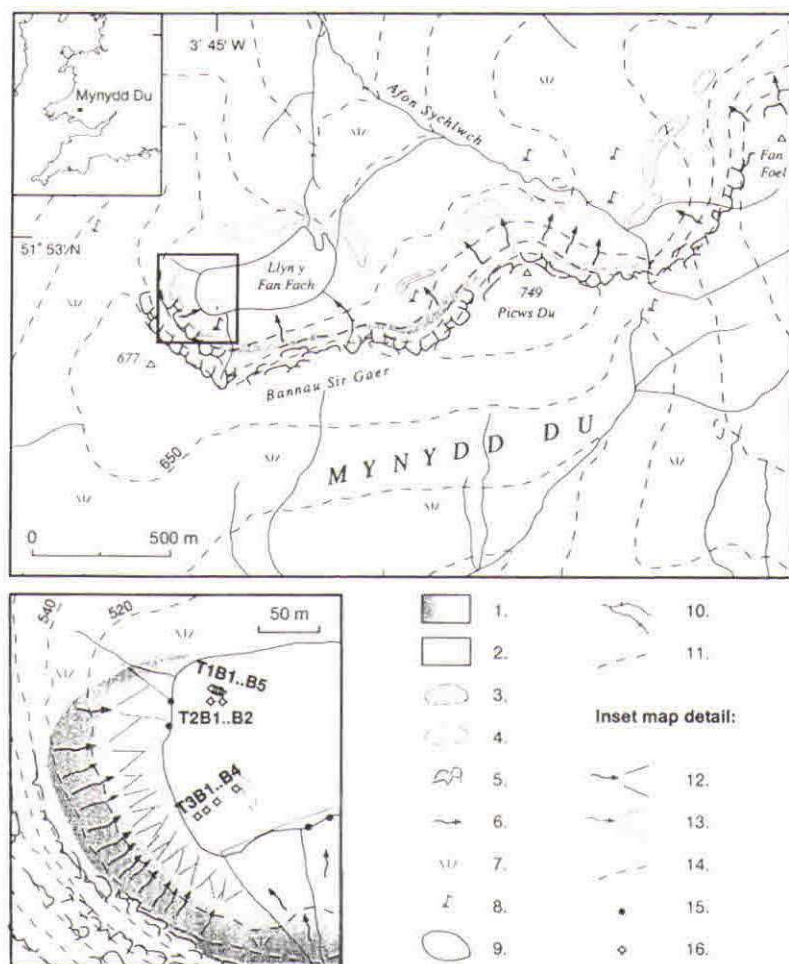 3° 45' W
Mynydd Du
Afon Sychlwch
Fan
Foel
51° 53' N
Llyn y
Fan Fach
749
Picws Du
677
Bannau Sir Gaer
MYNYDD DU
650
0 500 m
540
520
50 m
T1B1..B5
T2B1..B2
T3B1..B4
1.
2.
3.
4.
5.
6.
7.
8.
9.
10.
11.
Inset map detail:
12.
13.
14.
15.
16.